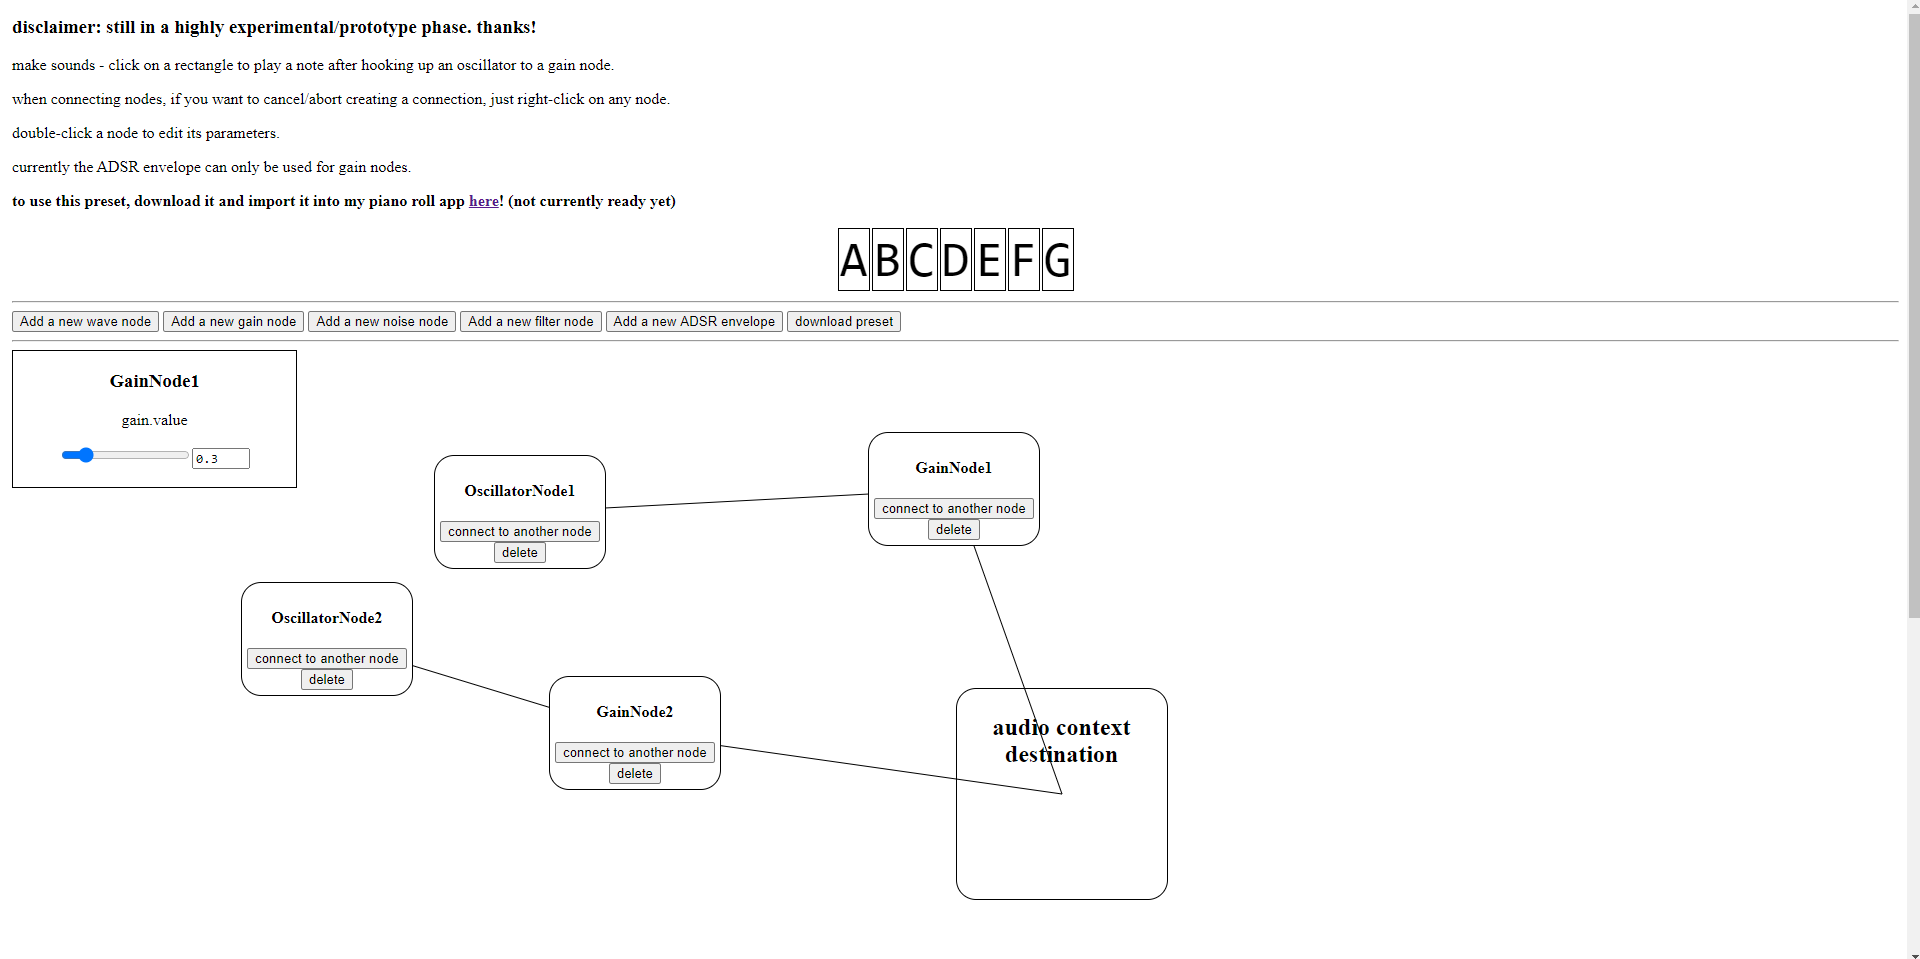 disclaimer: still in a highly experimental/prototype phase. thanks!
make sounds - click on a rectangle to play a note after hooking up an oscillator to a gain node.
when connecting nodes, if you want to cancel/abort creating a connection, just right-click on any node.
double-click a node to edit its parameters.
currently the ADSR envelope can only be used for gain nodes.
to use this preset, download it and import it into my piano roll app here! (not currently ready yet)
A B C D E F G
Add a new wave node Add a new gain node Add a new noise node Add a new filter node Add a new ADSR envelope download preset
GainNode1
gain.value
0.3
GainNode1
connect to another node
delete
OscillatorNode1
connect to another node
delete
OscillatorNode2
connect to another node
delete
GainNode2
connect to another node
delete
audio context
destination